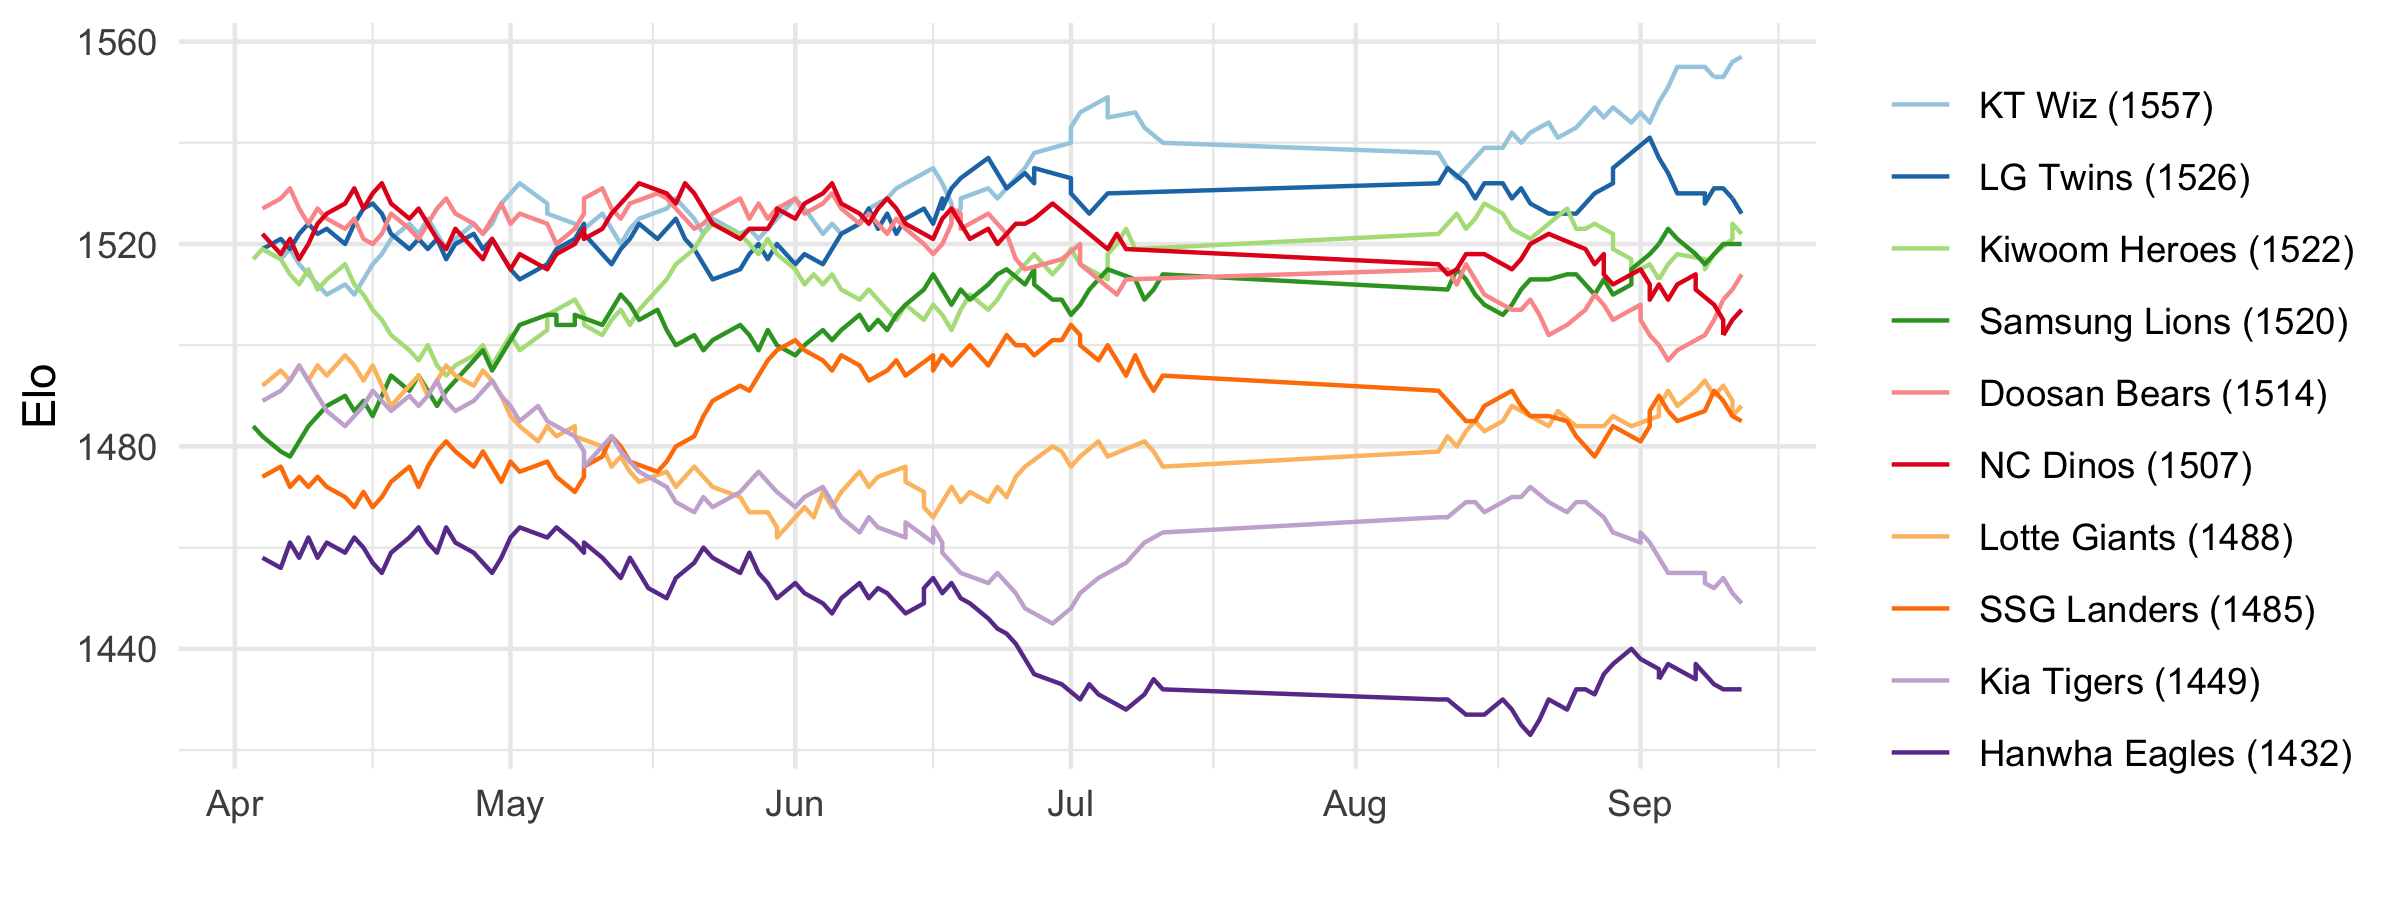 1560
1520
1480
1440
Elo
Apr May Jun Jul Aug Sep
KT Wiz (1557)
LG Twins (1526)
Kiwoom Heroes (1522)
Samsung Lions (1520)
Doosan Bears (1514)
NC Dinos (1507)
Lotte Giants (1488)
SSG Landers (1485)
Kia Tigers (1449)
Hanwha Eagles (1432)